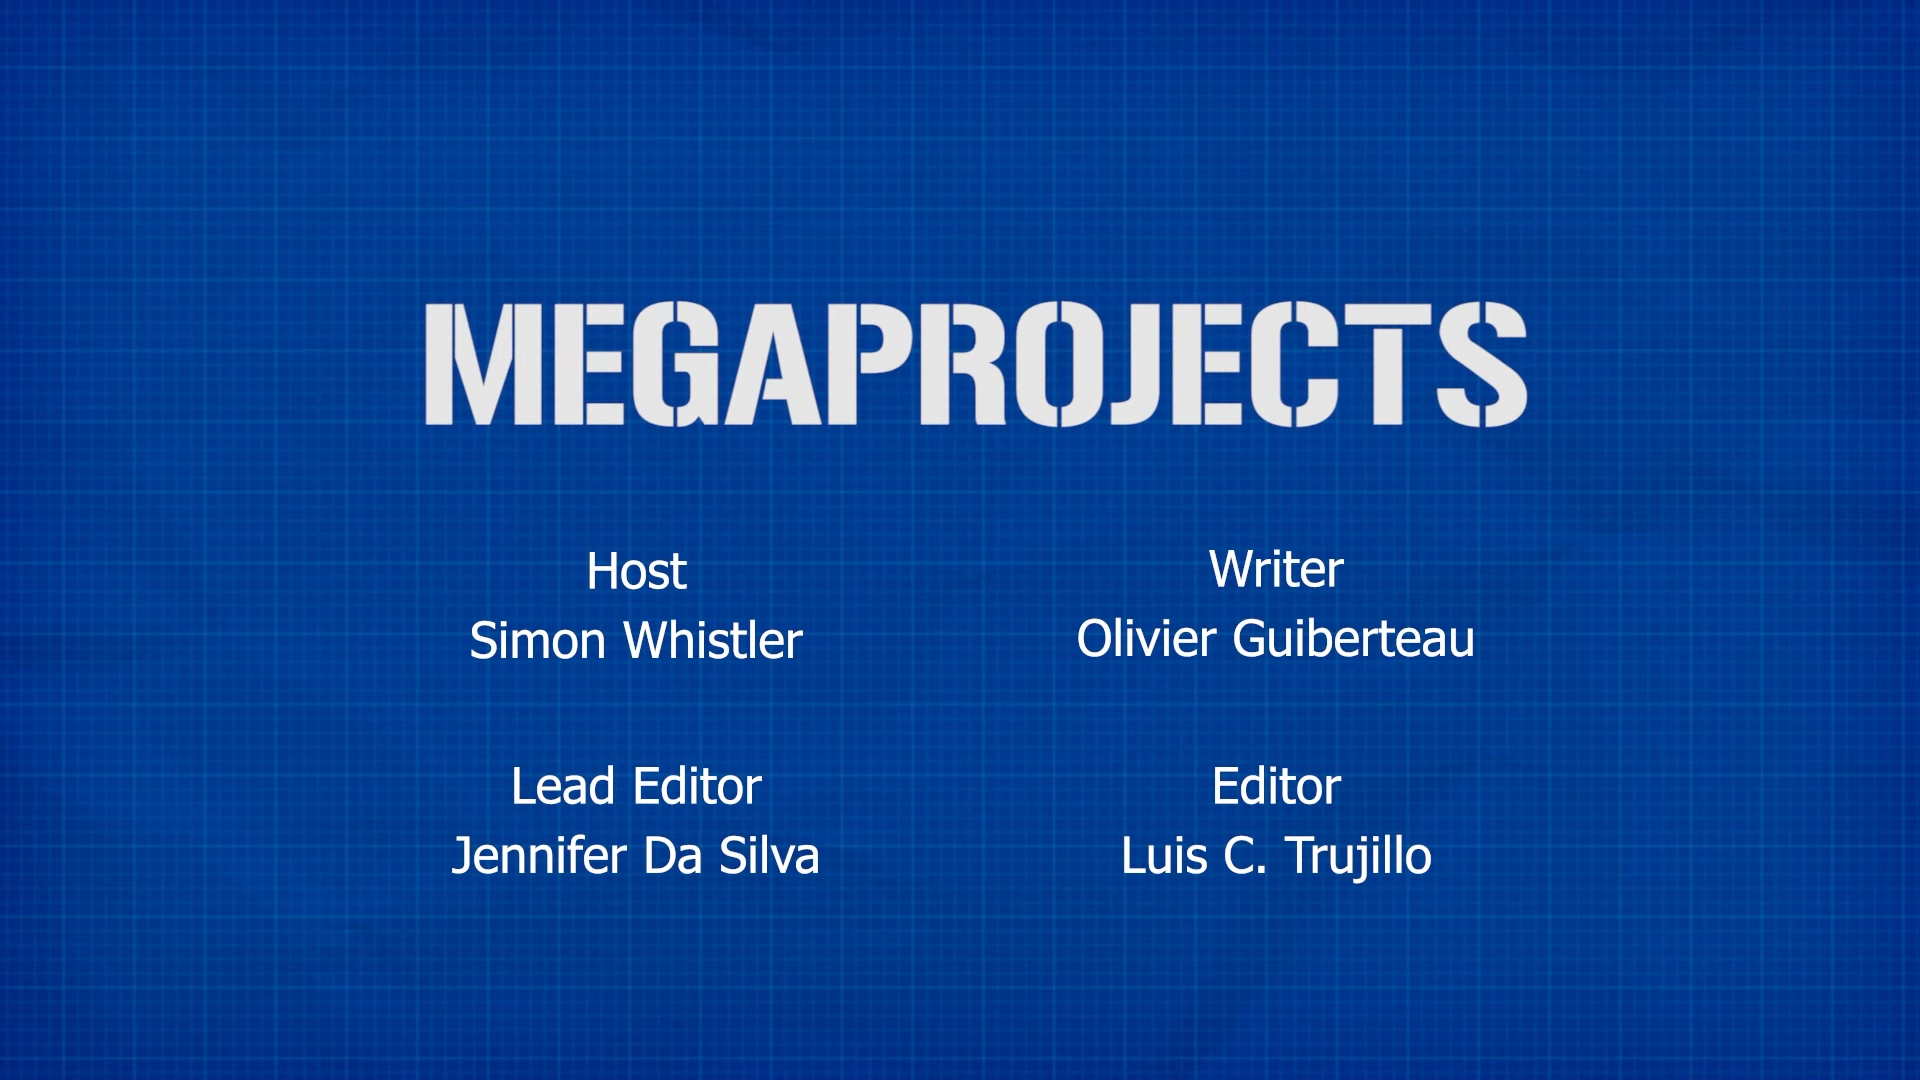 MEGAPROJECTS
Host
Simon Whistler
Writer
Olivier Guiberteau
Lead Editor
Jennifer Da Silva
Editor
Luis C. Trujillo